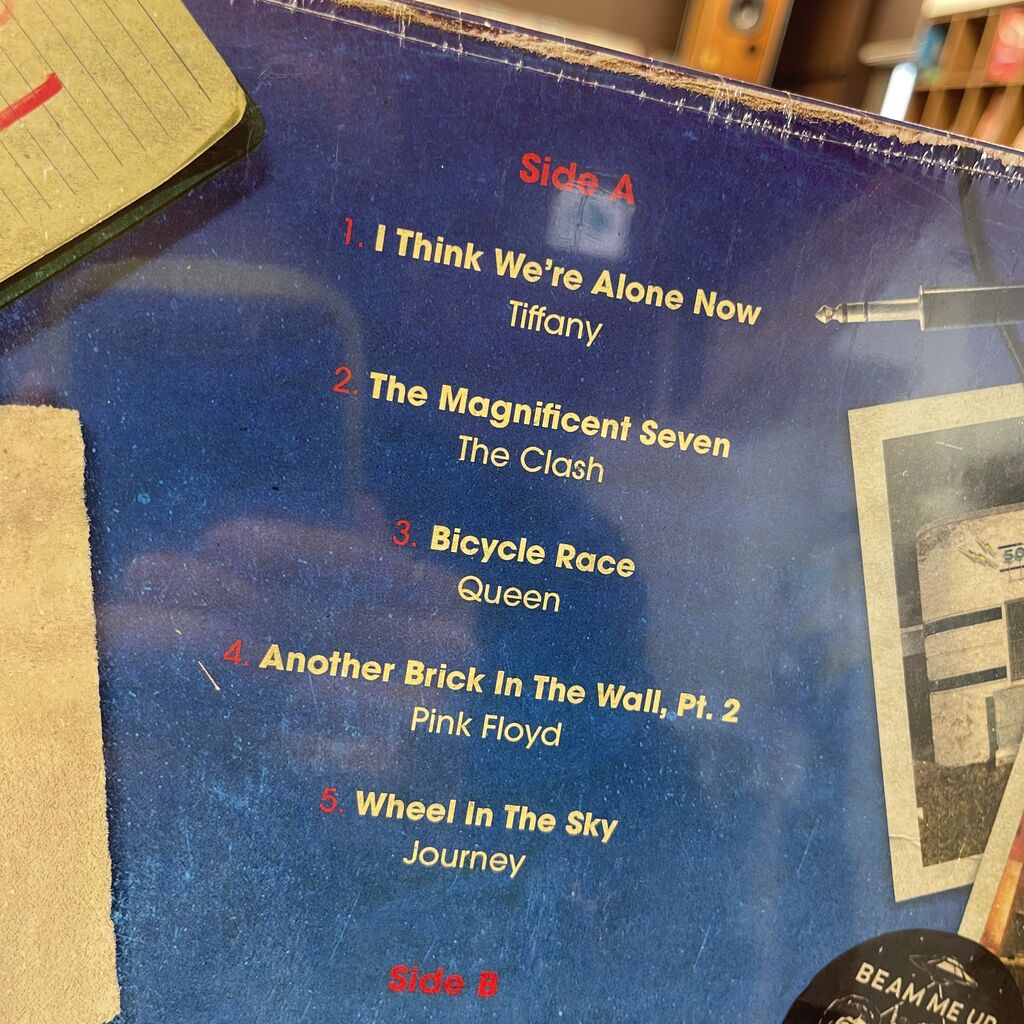 Side A
1. I Think We're Alone Now
Tiffany
2. The Magnificent Seven
The Clash
3. Bicycle Race
Queen
4. Another Brick In The Wall, Pt. 2
Pink Floyd
5. Wheel In The Sky
Journey
Side B
BEAM ME UP